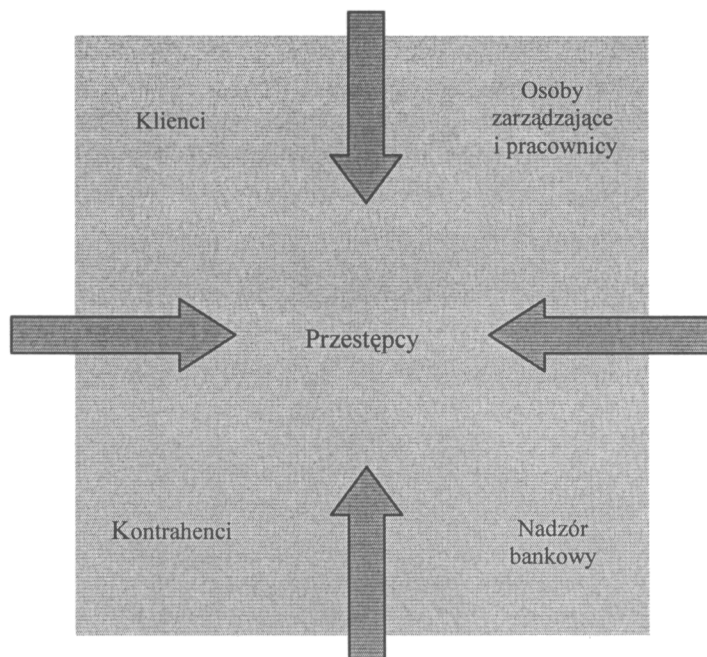 Klienci
Osoby
zarządzające
i pracownicy
Przestępcy
Kontrahenci
Nadzór
bankowy